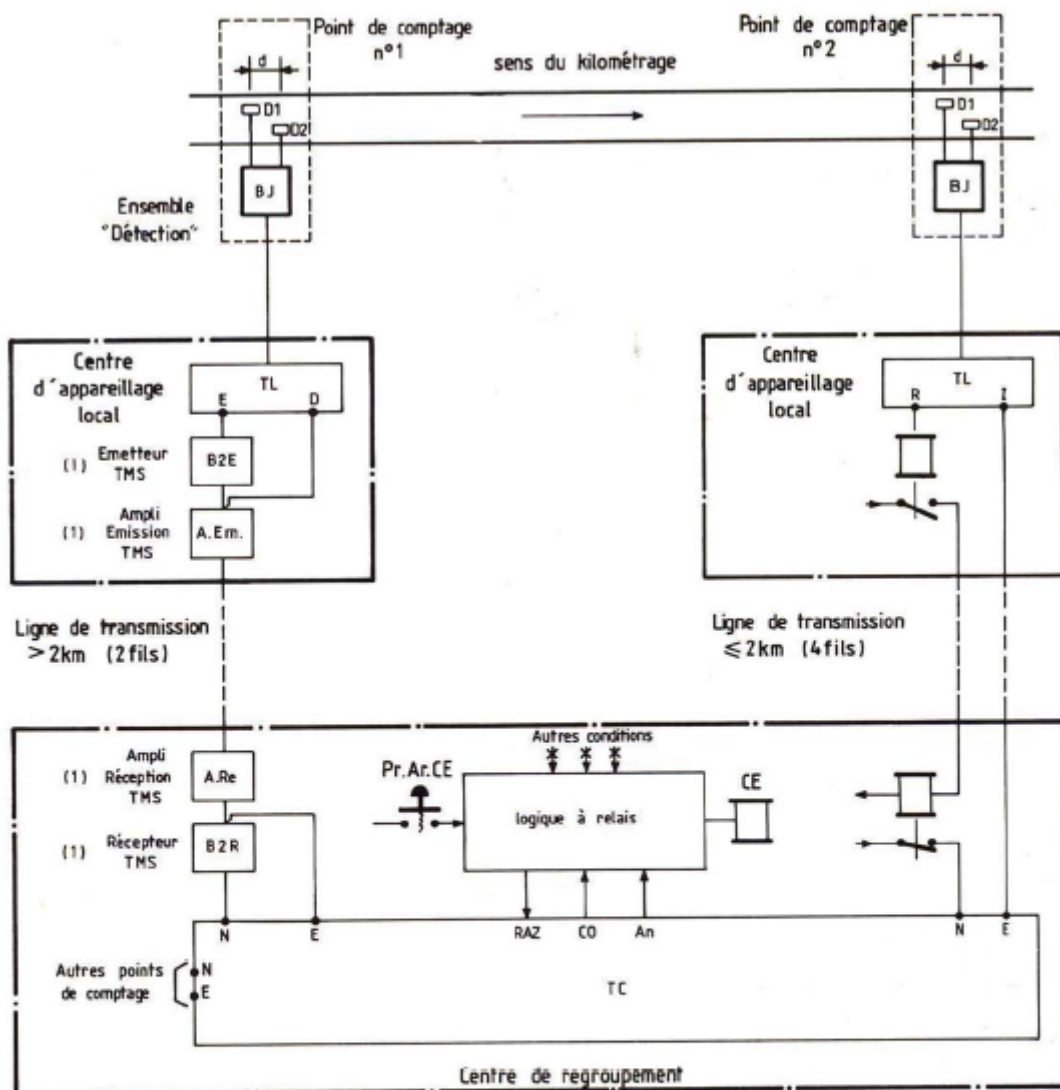 Point de comptage
n°1
Point de comptage
n°2
d
d
sens du kilométrage
D1
D2
D1
D2
BJ
BJ
Ensemble
"Détection"
Centre
d'appareillage
local
TL
E
D
(1) Emetteur
TMS
B2E
(1) Ampli
Emission
TMS
A.Em.
Centre
d'appareillage
local
TL
R
I
Ligne de transmission
>2km (2fils)
Ligne de transmission
≤2km (4fils)
(1) Ampli
Réception
TMS
A.Re
(1) Récepteur
TMS
B2R
Pr.Ar.CE
Autres conditions
logique à relais
CE
N
E
RAZ
CO
An
N
E
Autres points
de comptage
N
E
TC
Centre de regroupement